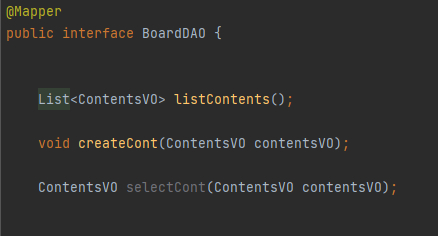 @Mapper
public interface BoardDAO {
List<ContentsVO> listContents();
void createCont(ContentsVO contentsVO);
ContentsVO selectCont(ContentsVO contentsVO);